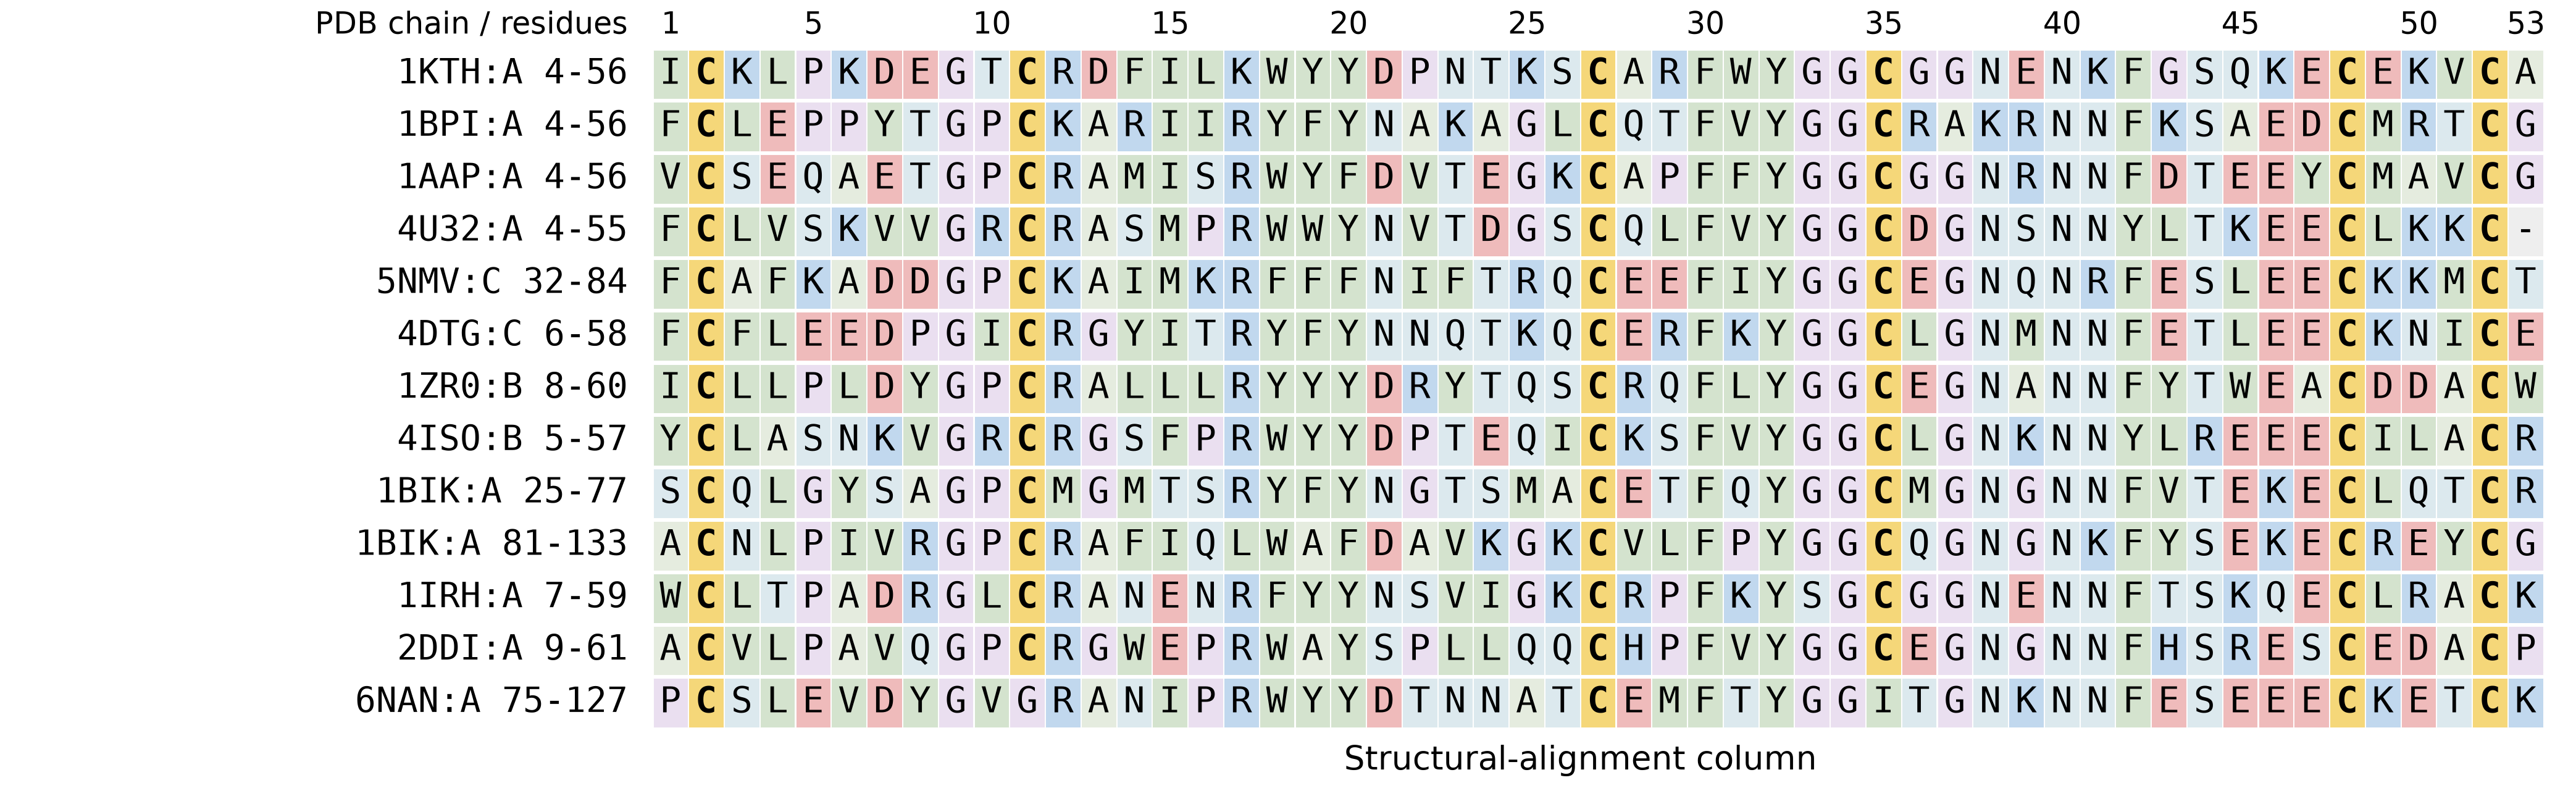 PDB chain / residues 1 5 10 15 20 25 30 35 40 45 50 53
1KTH:A 4-56 I C K L P K D E G T C R D F I L K W Y Y D P N T K S C A R F W Y G G C G G N E N K F G S Q K E C E K V C A
1BPI:A 4-56 F C L E P P Y T G P C K A R I I R Y F Y N A K A G L C Q T F V Y G G C R A K R N N F K S A E D C M R T C G
1AAP:A 4-56 V C S E Q A E T G P C R A M I S R W Y F D V T E G K C A P F F Y G G C G G N R N N F D T E E Y C M A V C G
4U32:A 4-55 F C L V S K V V G R C R A S M P R W W Y N V T D G S C Q L F V Y G G C D G N S N N Y L T K E E C L K K C -
5NMV:C 32-84 F C A F K A D D G P C K A I M K R F F F N I F T R Q C E E F I Y G G C E G N Q N R F E S L E E C K K M C T
4DTG:C 6-58 F C F L E E D P G I C R G Y I T R Y F Y N N Q T K Q C E R F K Y G G C L G N M N N F E T L E E C K N I C E
1ZR0:B 8-60 I C L L P L D Y G P C R A L L L R Y Y Y D R Y T Q S C R Q F L Y G G C E G N A N N F Y T W E A C D D A C W
4ISO:B 5-57 Y C L A S N K V G R C R G S F P R W Y Y D P T E Q I C K S F V Y G G C L G N K N N Y L R E E E C I L A C R
1BIK:A 25-77 S C Q L G Y S A G P C M G M T S R Y F Y N G T S M A C E T F Q Y G G C M G N G N N F V T E K E C L Q T C R
1BIK:A 81-133 A C N L P I V R G P C R A F I Q L W A F D A V K G K C V L F P Y G G C Q G N G N K F Y S E K E C R E Y C G
1IRH:A 7-59 W C L T P A D R G L C R A N E N R F Y Y N S V I G K C R P F K Y S G C G G N E N N F T S K Q E C L R A C K
2DDI:A 9-61 A C V L P A V Q G P C R G W E P R W A Y S P L L Q Q C H P F V Y G G C E G N G N N F H S R E S C E D A C P
6NAN:A 75-127 P C S L E V D Y G V G R A N I P R W Y Y D T N N A T C E M F T Y G G I T G N K N N F E S E E E C K E T C K
Structural-alignment column